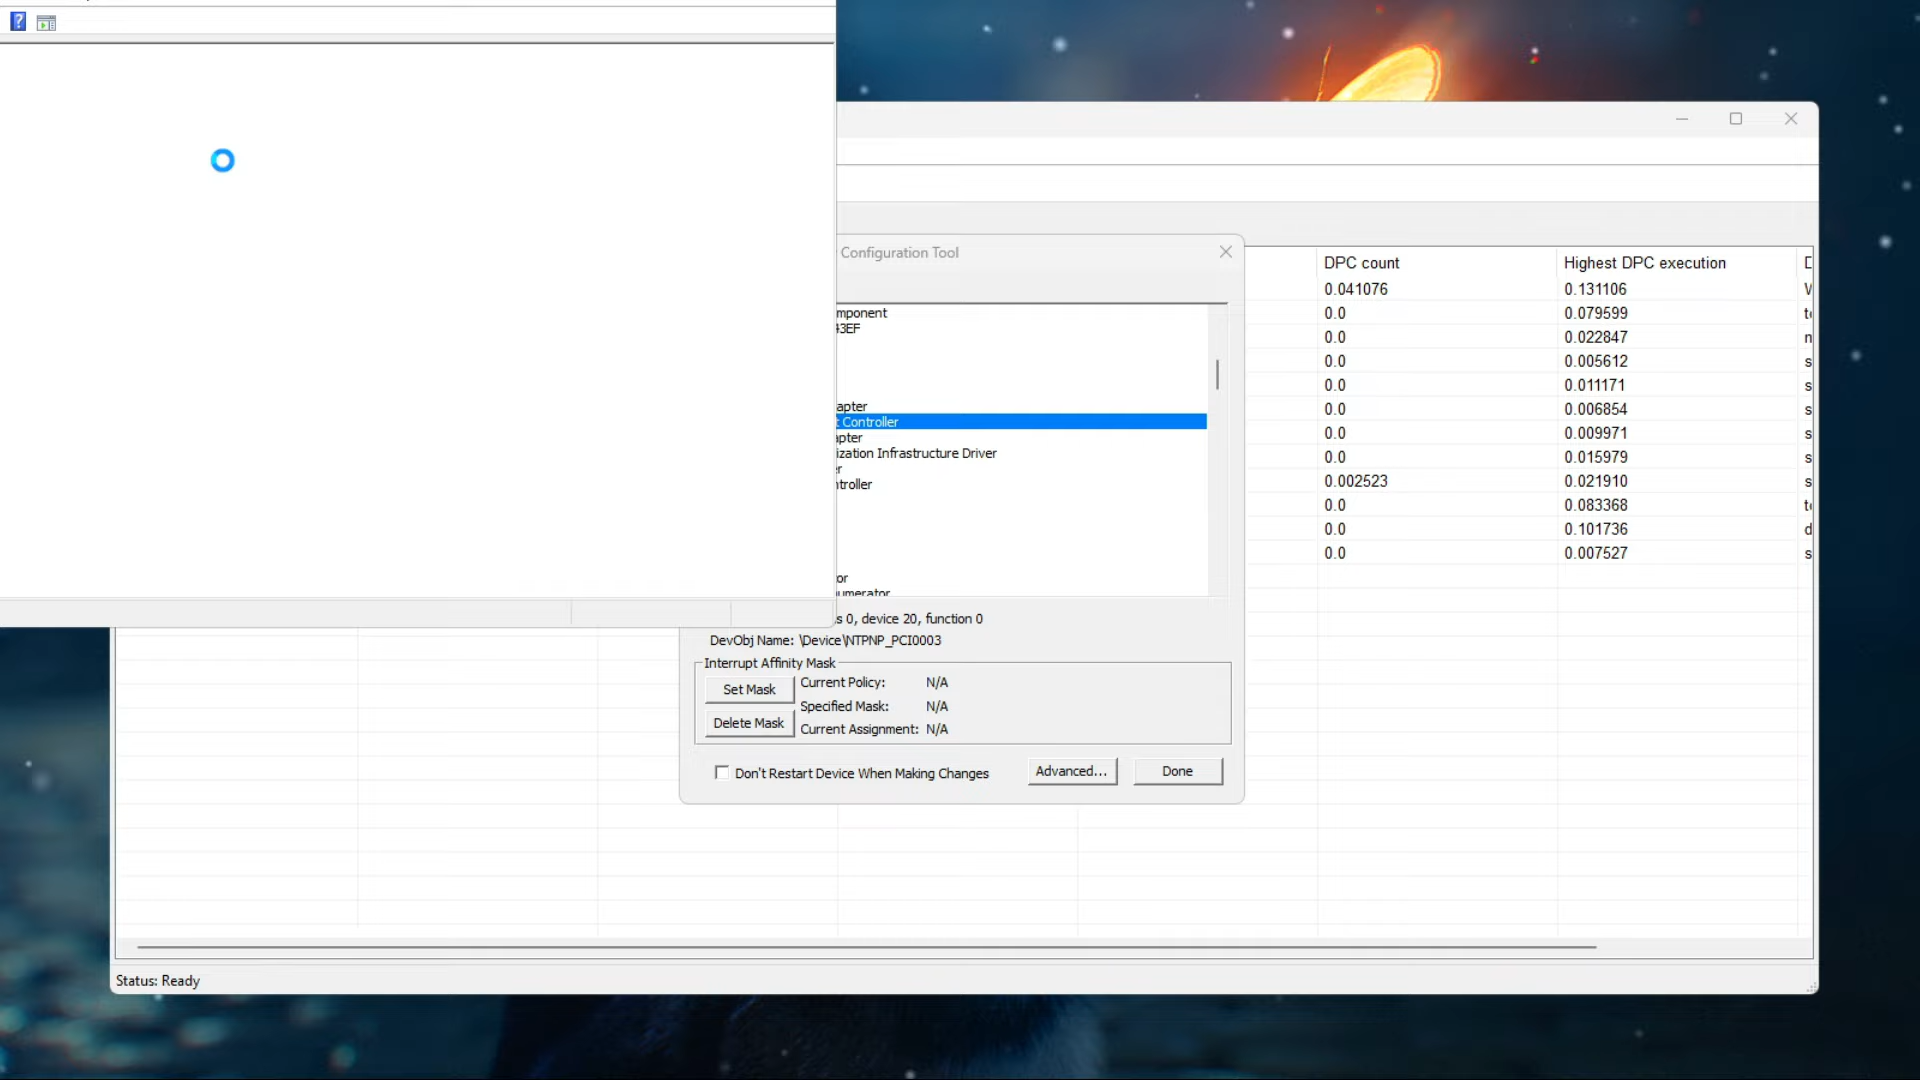 Configuration Tool
DPC count
Highest DPC execution
0.041076
0.131106
0.0
0.079599
0.0
0.022847
0.0
0.005612
0.0
0.011171
0.0
0.006854
0.0
0.009971
0.0
0.015979
0.002523
0.021910
0.0
0.083368
0.0
0.101736
0.0
0.007527
mponent
43EF
apter
t Controller
apter
ization Infrastructure Driver
r
ntroller
or
umerator
s 0, device 20, function 0
DevObj Name: \Device\NTPNP_PCI0003
Interrupt Affinity Mask
Set Mask
Current Policy: N/A
Specified Mask: N/A
Delete Mask
Current Assignment: N/A
Don't Restart Device When Making Changes
Advanced...
Done
Status: Ready